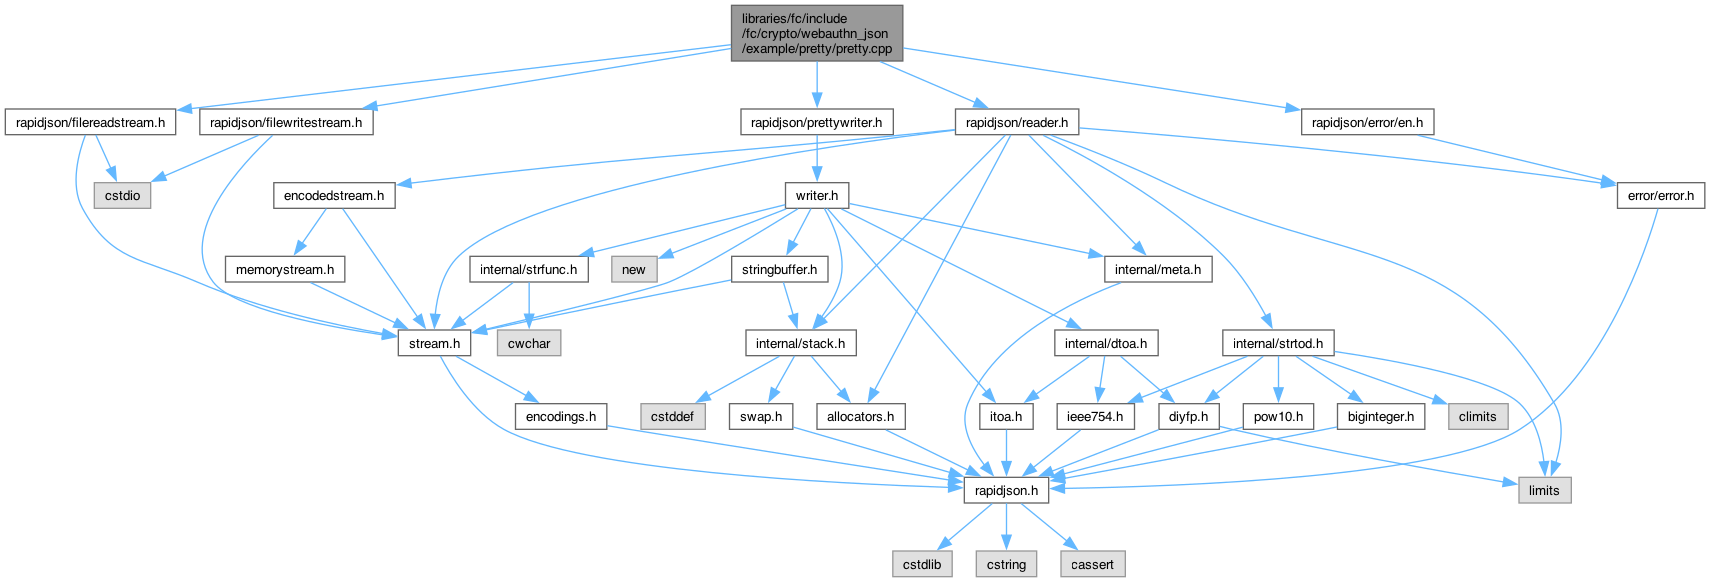 libraries/fc/include
/fc/crypto/webauthn_json
/example/pretty/pretty.cpp
rapidjson/filereadstream.h
rapidjson/filewritestream.h
rapidjson/prettywriter.h
rapidjson/reader.h
rapidjson/error/en.h
cstdio
encodedstream.h
writer.h
error/error.h
memorystream.h
internal/strfunc.h
new
stringbuffer.h
internal/meta.h
stream.h
cwchar
internal/stack.h
internal/dtoa.h
internal/strtod.h
encodings.h
cstddef
swap.h
allocators.h
itoa.h
ieee754.h
diyfp.h
pow10.h
biginteger.h
climits
rapidjson.h
limits
cstdlib
cstring
cassert